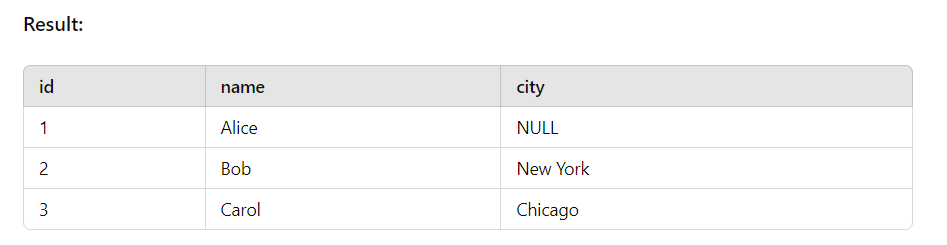 Result:
id name city
1 Alice NULL
2 Bob New York
3 Carol Chicago